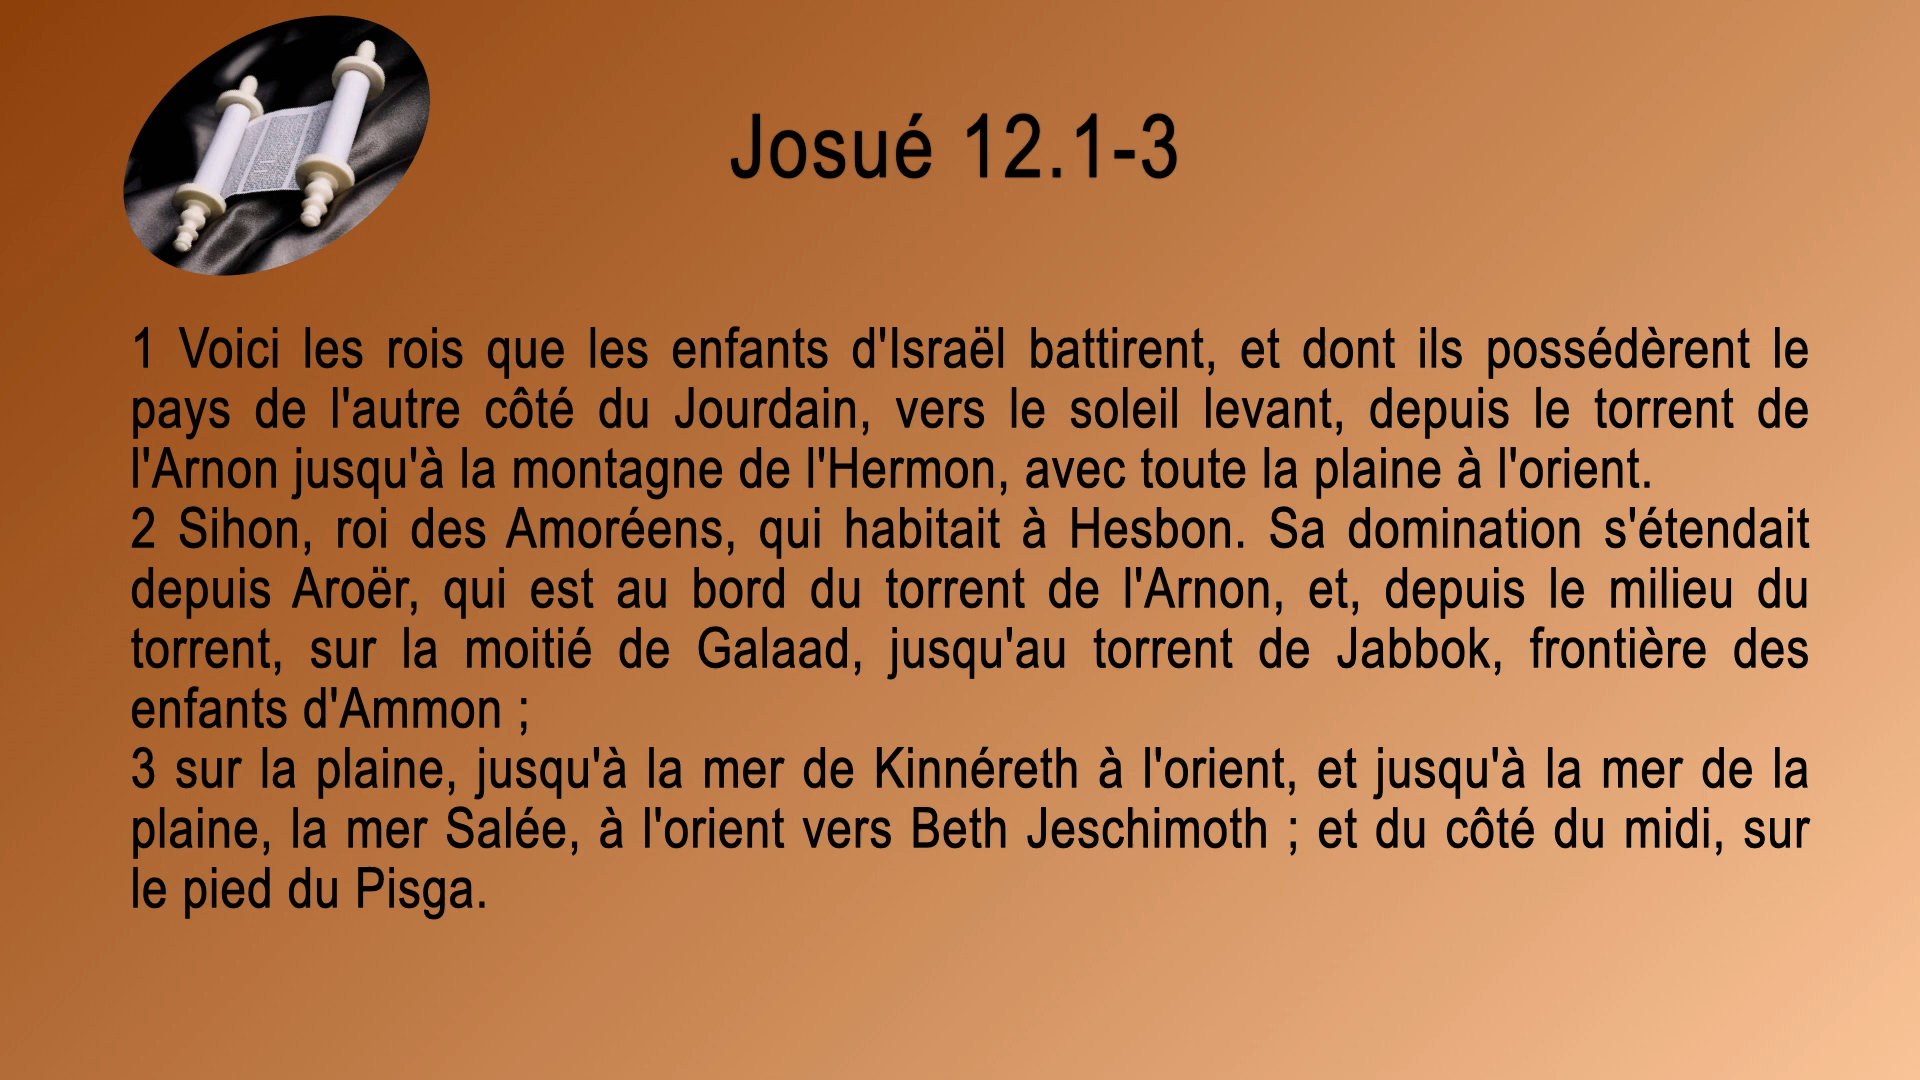 Josué 12.1-3
1 Voici les rois que les enfants d'Israël battirent, et dont ils possédèrent le
pays de l'autre côté du Jourdain, vers le soleil levant, depuis le torrent de
l'Arnon jusqu'à la montagne de l'Hermon, avec toute la plaine à l'orient.
2 Sihon, roi des Amoréens, qui habitait à Hesbon. Sa domination s'étendait
depuis Aroër, qui est au bord du torrent de l'Arnon, et, depuis le milieu du
torrent, sur la moitié de Galaad, jusqu'au torrent de Jabbok, frontière des
enfants d'Ammon ;
3 sur la plaine, jusqu'à la mer de Kinnéreth à l'orient, et jusqu'à la mer de la
plaine, la mer Salée, à l'orient vers Beth Jeschimoth ; et du côté du midi, sur
le pied du Pisga.